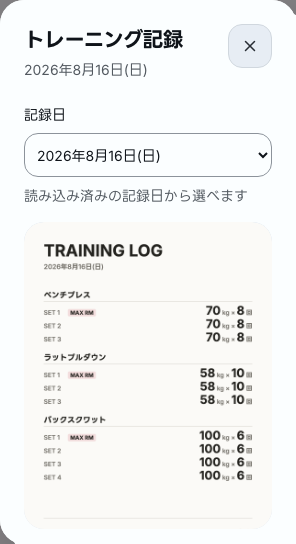 トレーニング記録
×
2026年8月16日(日)
記録日
2026年8月16日(日)
読み込み済みの記録日から選べます
TRAINING LOG
2026年8月16日(日)
ベンチプレス
SET 1 MAX RM 70 kg × 8 回
SET 2 70 kg × 8 回
SET 3 70 kg × 8 回
ラットプルダウン
SET 1 MAX RM 58 kg × 10 回
SET 2 58 kg × 10 回
SET 3 58 kg × 10 回
バックスクワット
SET 1 MAX RM 100 kg × 6 回
SET 2 100 kg × 6 回
SET 3 100 kg × 6 回
SET 4 100 kg × 6 回